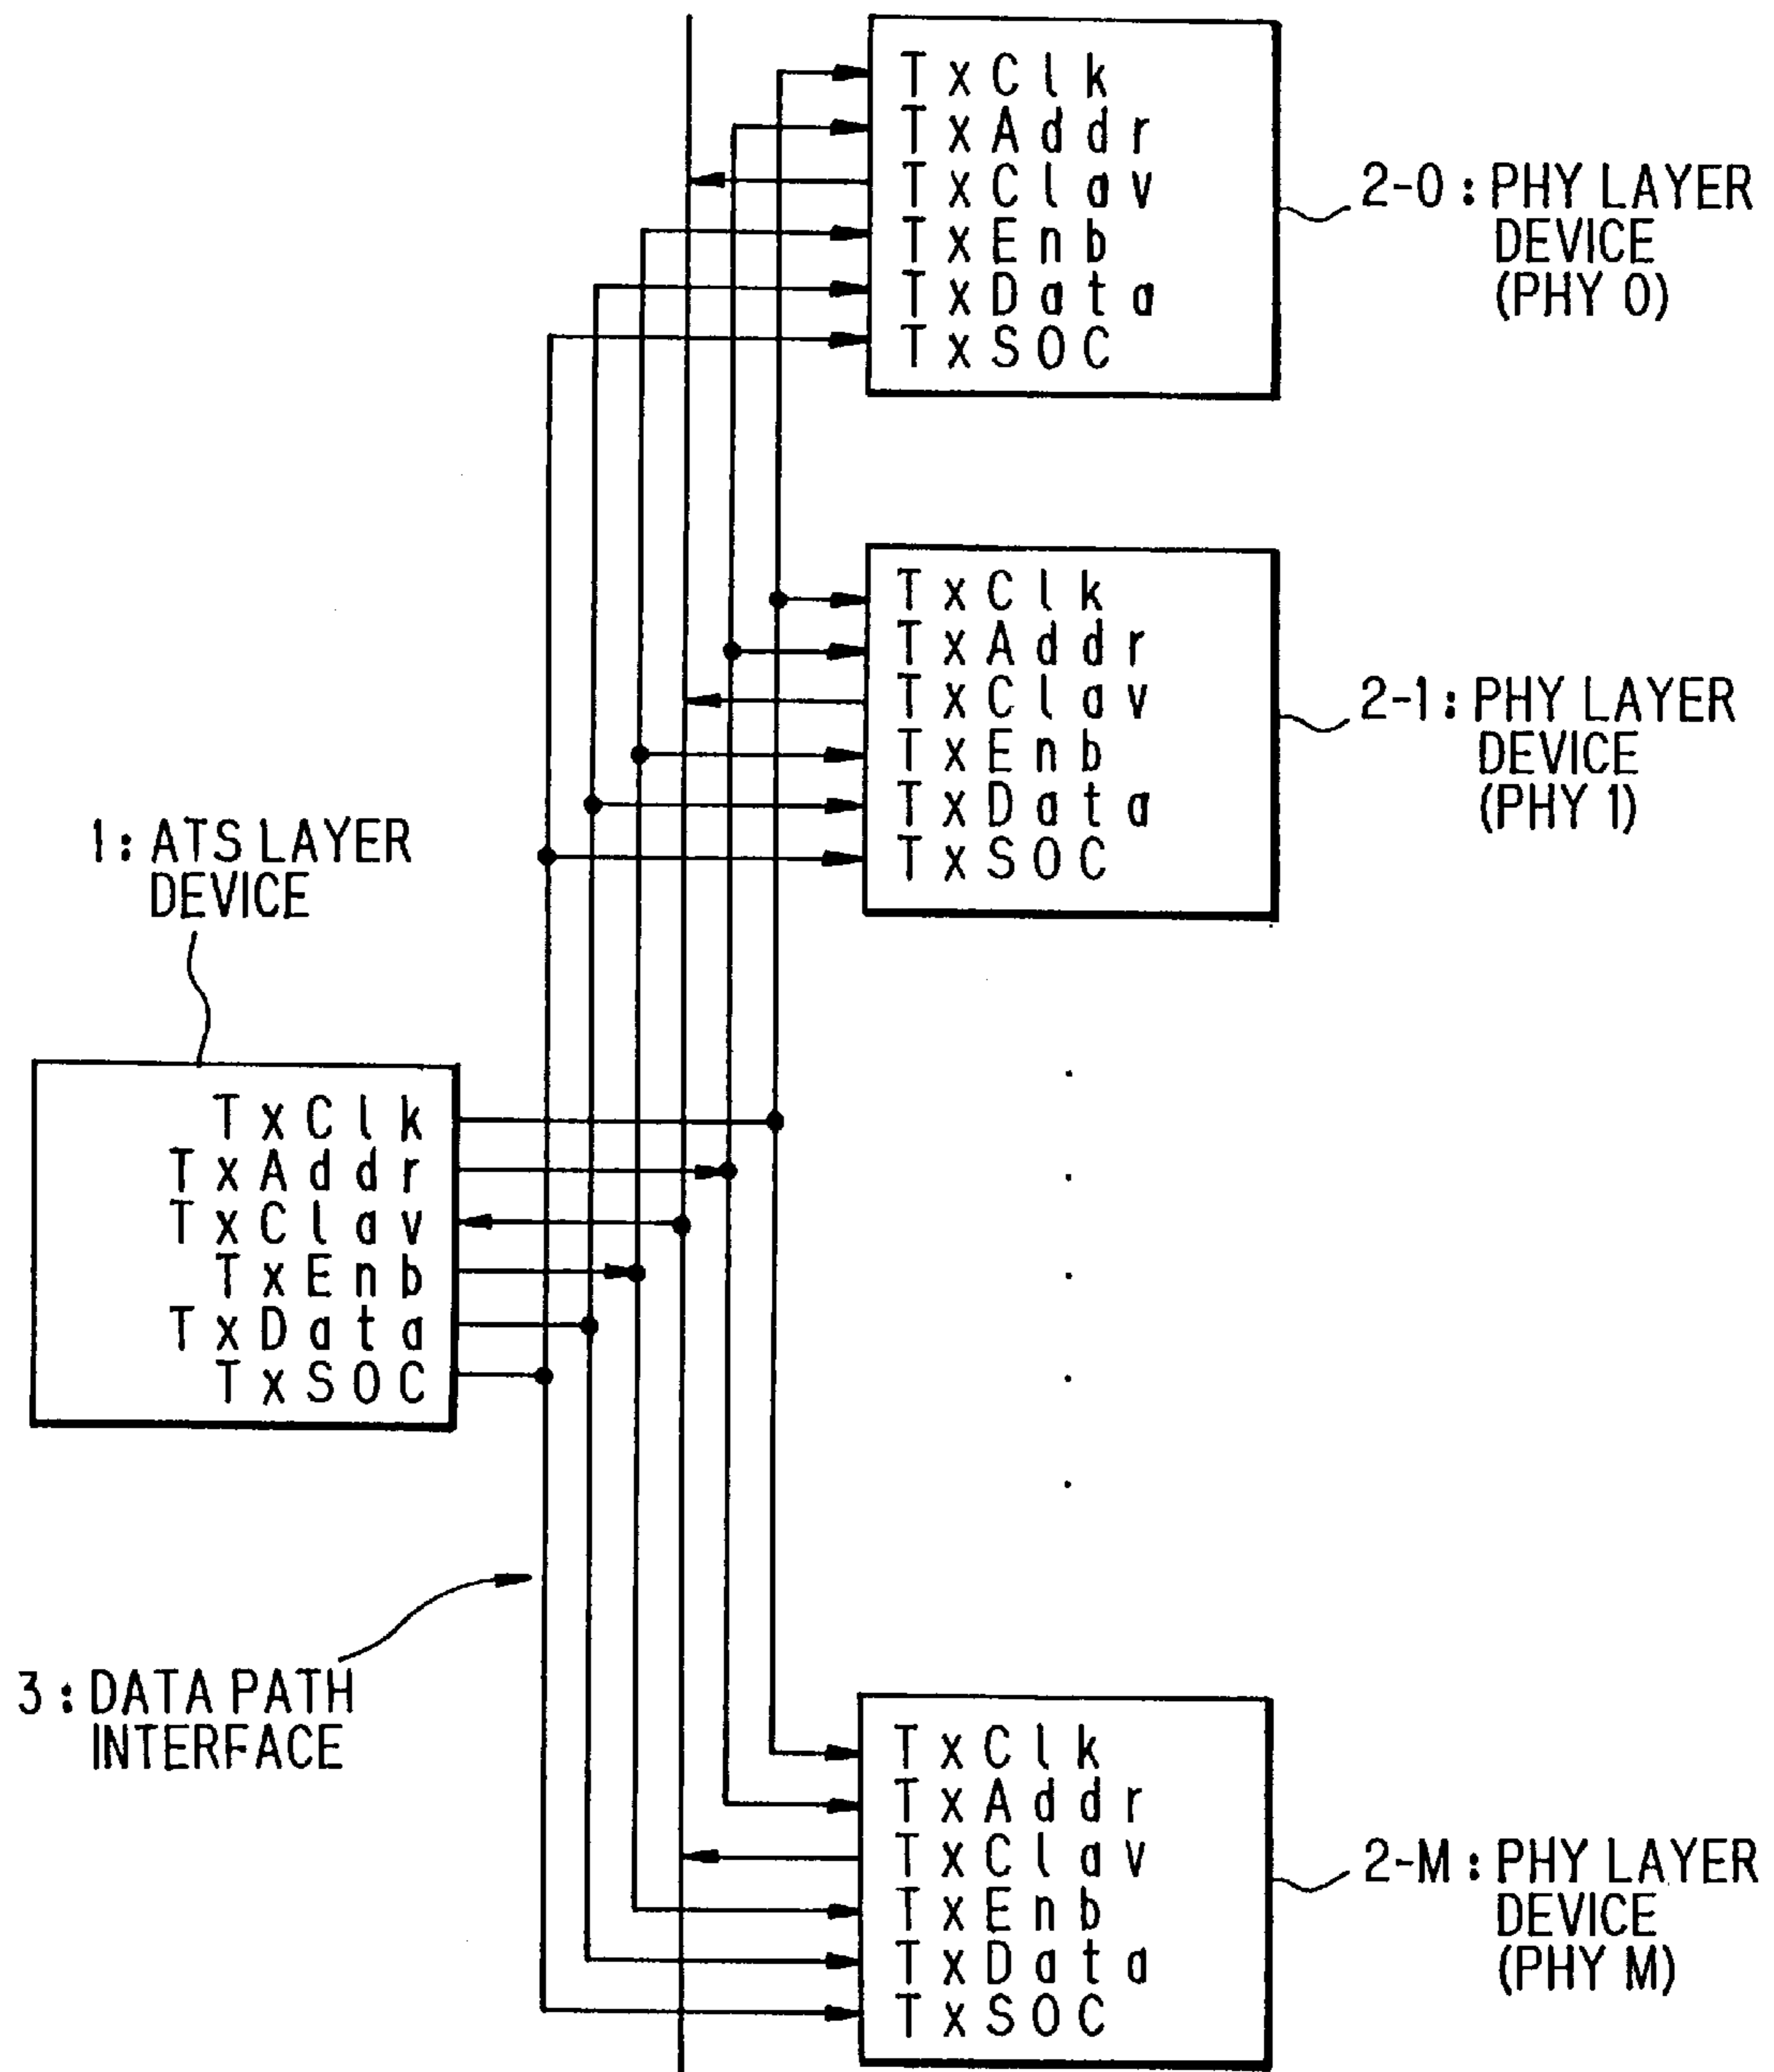 TxClk
TxAddr
TxClav
TxEnb
TxData
TxSOC
2-0: PHY LAYER
DEVICE
(PHY 0)
TxClk
TxAddr
TxClav
TxEnb
TxData
TxSOC
2-1: PHY LAYER
DEVICE
(PHY 1)
1: ATS LAYER
DEVICE
TxClk
TxAddr
TxClav
TxEnb
TxData
TxSOC
3: DATA PATH
INTERFACE
TxClk
TxAddr
TxClav
TxEnb
TxData
TxSOC
2-M: PHY LAYER
DEVICE
(PHY M)